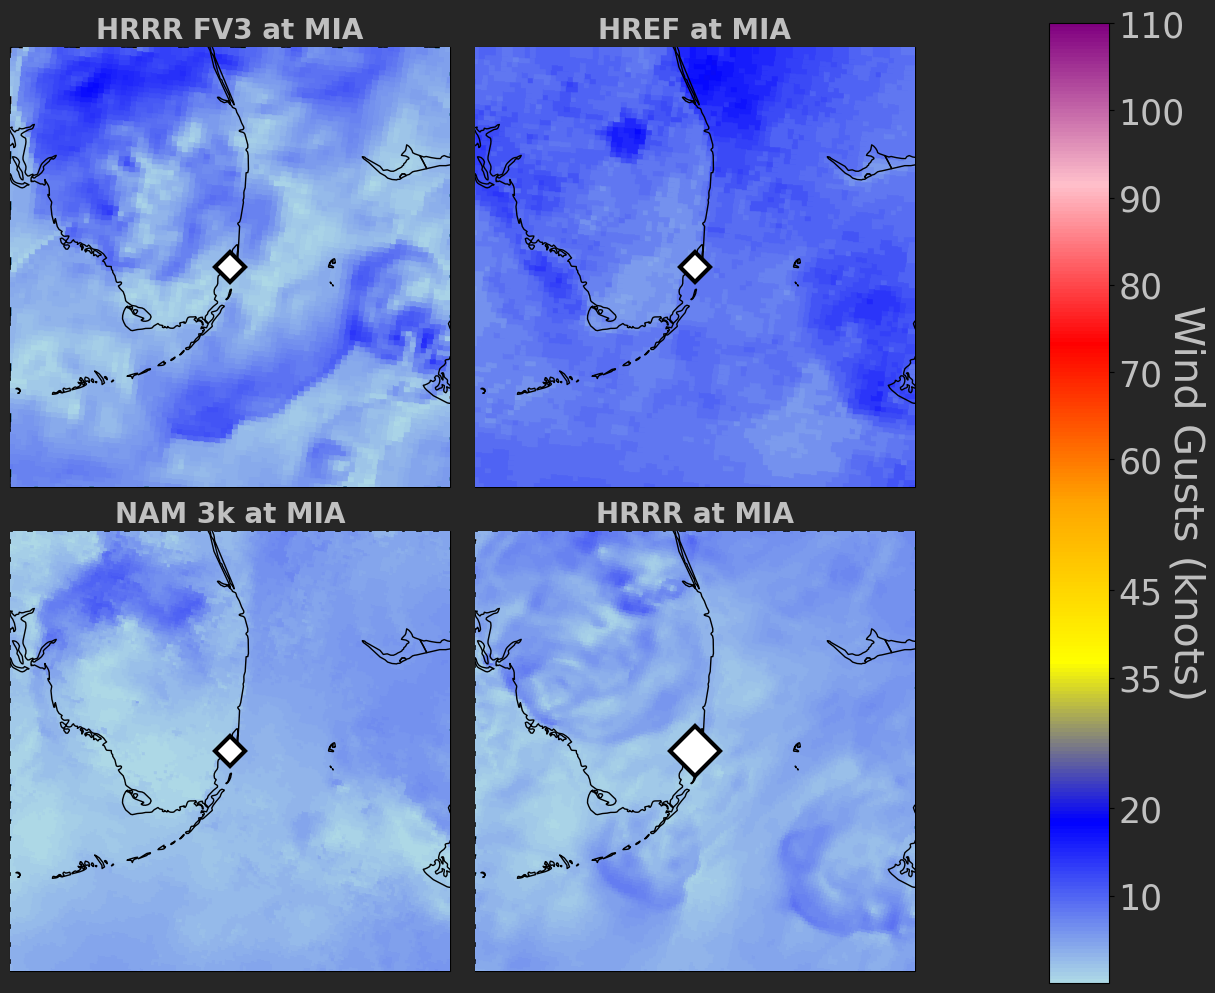 HRRR FV3 at MIA
HREF at MIA
NAM 3k at MIA
HRRR at MIA
110
100
90
80
70
60
45
35
20
10
Wind Gusts (knots)